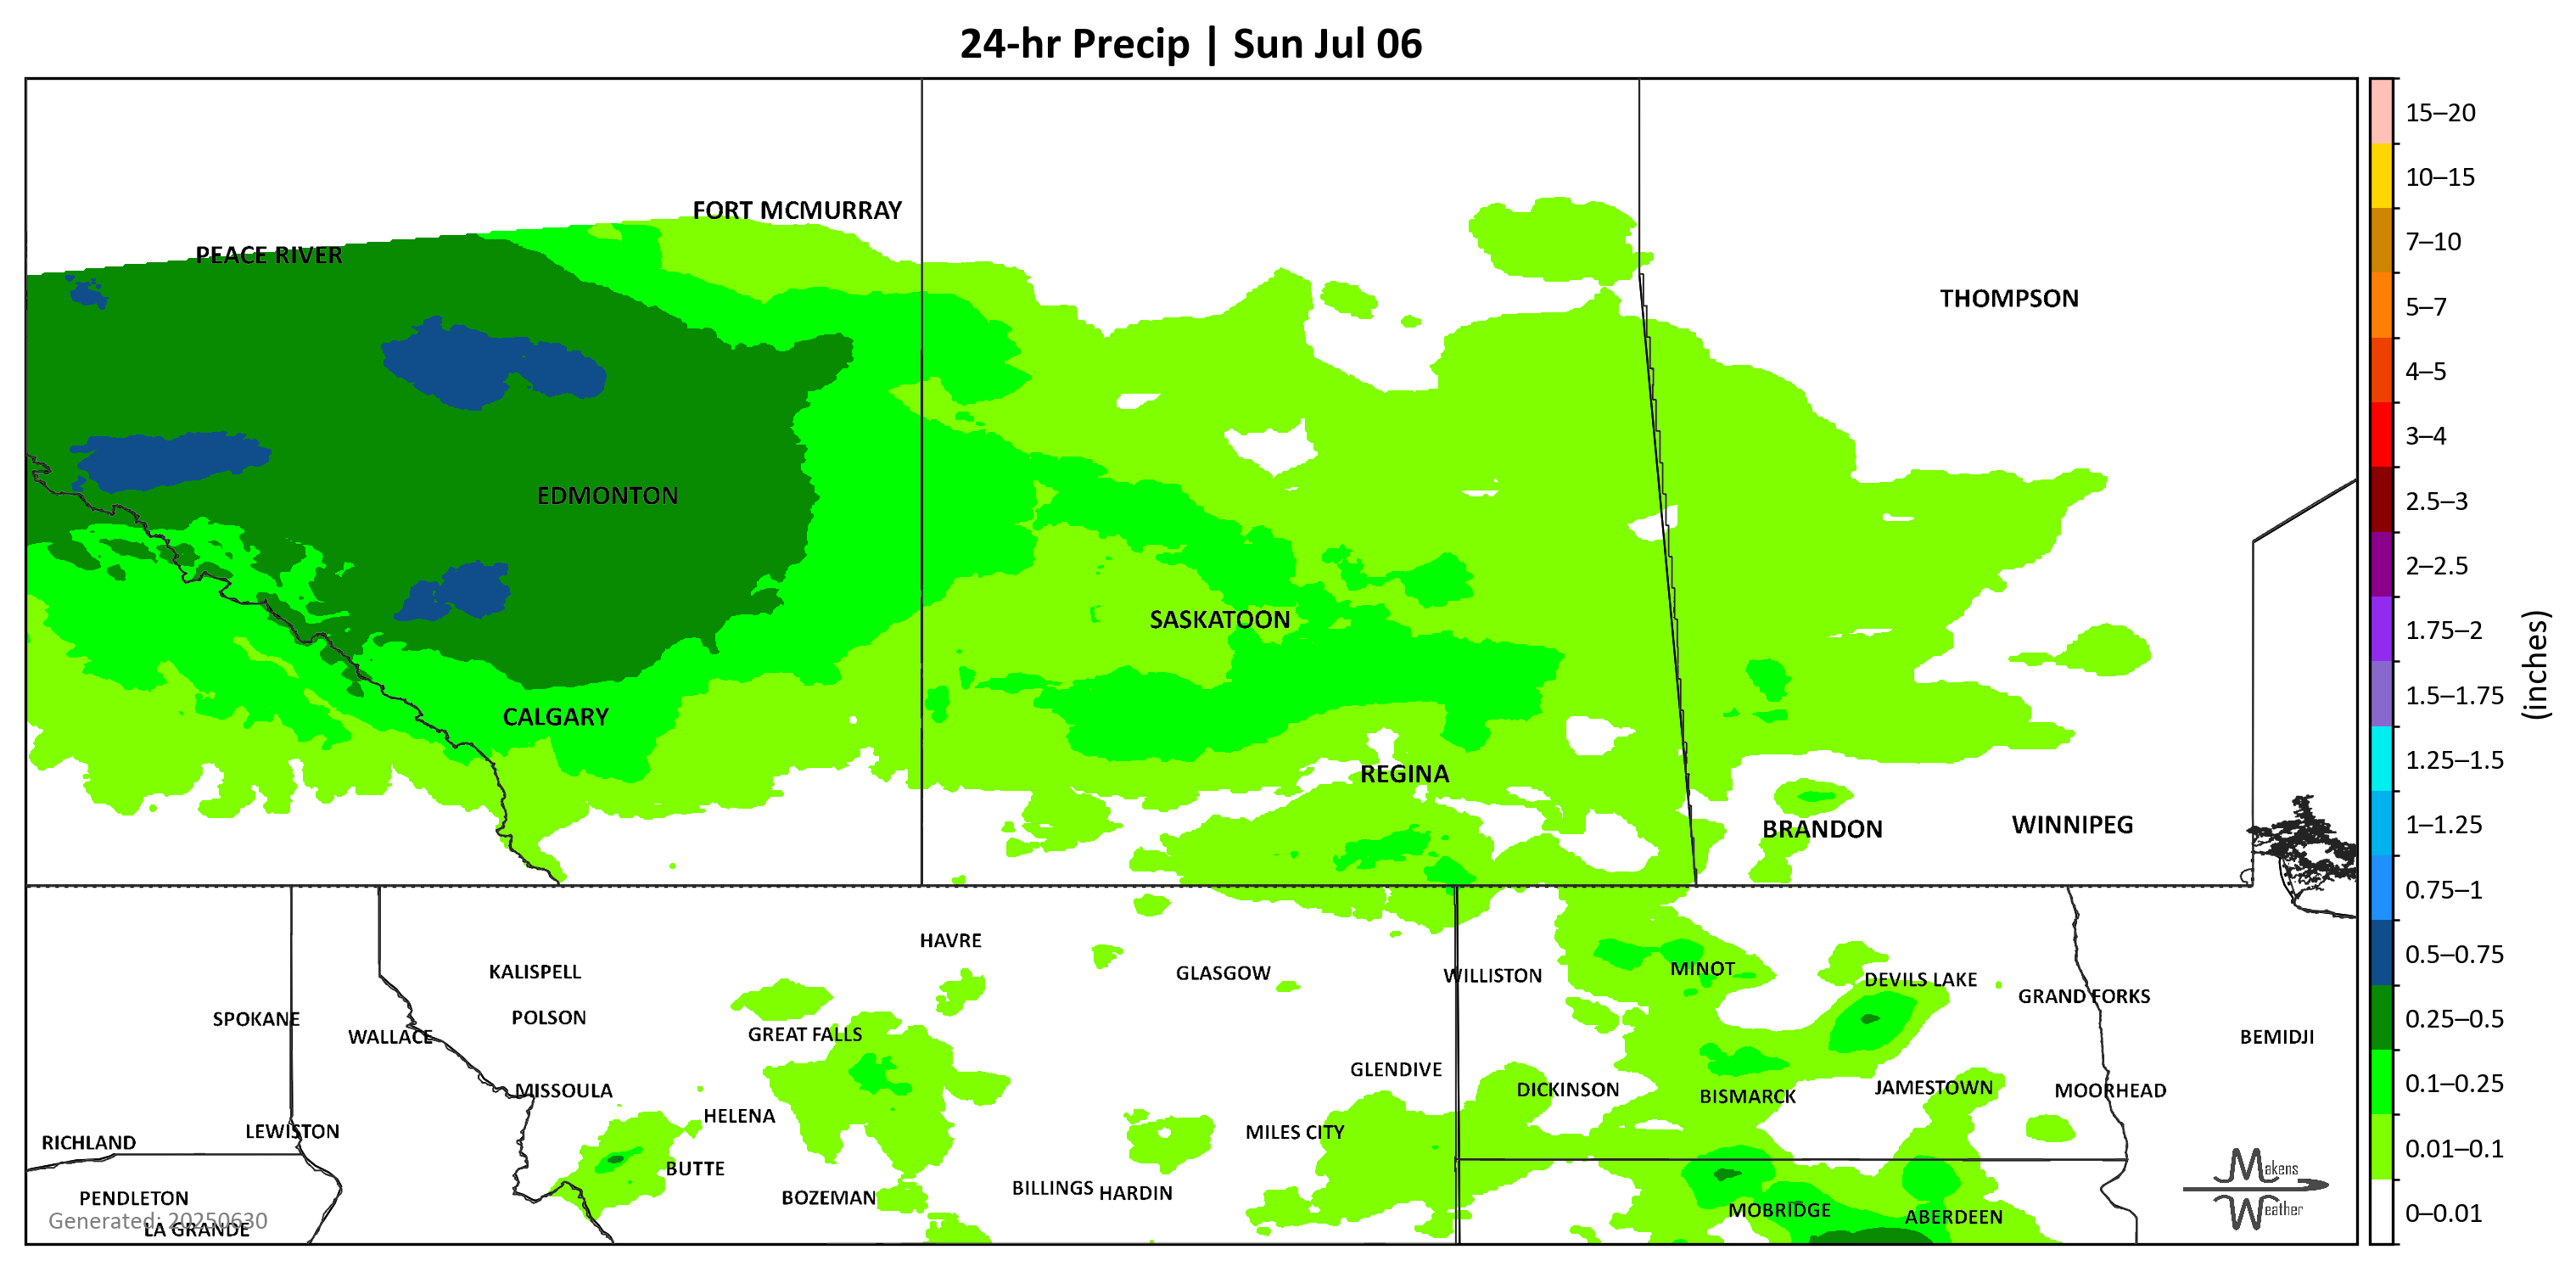 24-hr Precip | Sun Jul 06
FORT MCMURRAY
PEACE RIVER
THOMPSON
EDMONTON
SASKATOON
CALGARY
REGINA
BRANDON
WINNIPEG
HAVRE
KALISPELL
GLASGOW
WILLISTON
MINOT
DEVILS LAKE
GRAND FORKS
SPOKANE
POLSON
WALLACE
GREAT FALLS
BEMIDJI
GLENDIVE
MISSOULA
DICKINSON
BISMARCK
JAMESTOWN
MOORHEAD
HELENA
RICHLAND
LEWISTON
MILES CITY
BUTTE
PENDLETON
BOZEMAN
BILLINGS
HARDIN
MOBRIDGE
ABERDEEN
Generated: 20250630
LA GRANDE
Makens
Weather
15–20
10–15
7–10
5–7
4–5
3–4
2.5–3
2–2.5
1.75–2
1.5–1.75
1.25–1.5
1–1.25
0.75–1
0.5–0.75
0.25–0.5
0.1–0.25
0.01–0.1
0–0.01
(inches)